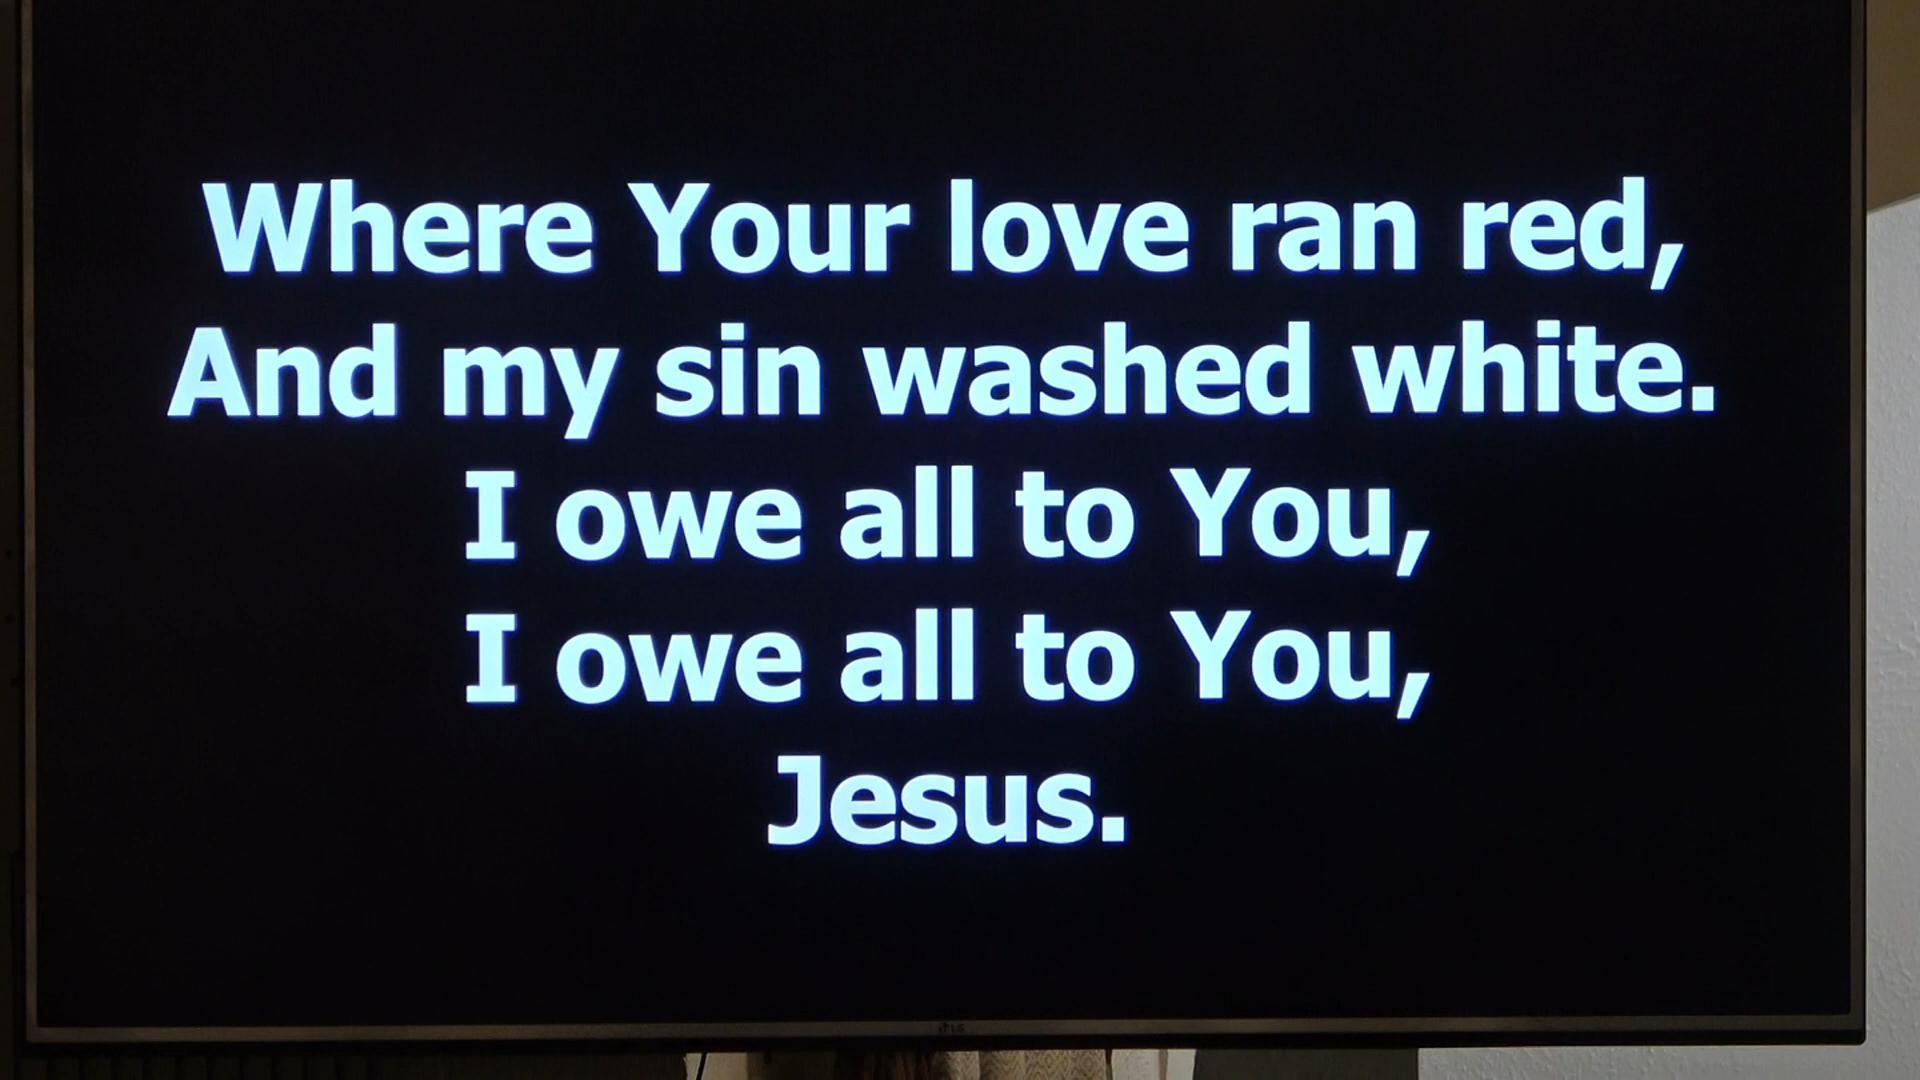 Where Your love ran red,
And my sin washed white.
I owe all to You,
I owe all to You,
Jesus.
LG